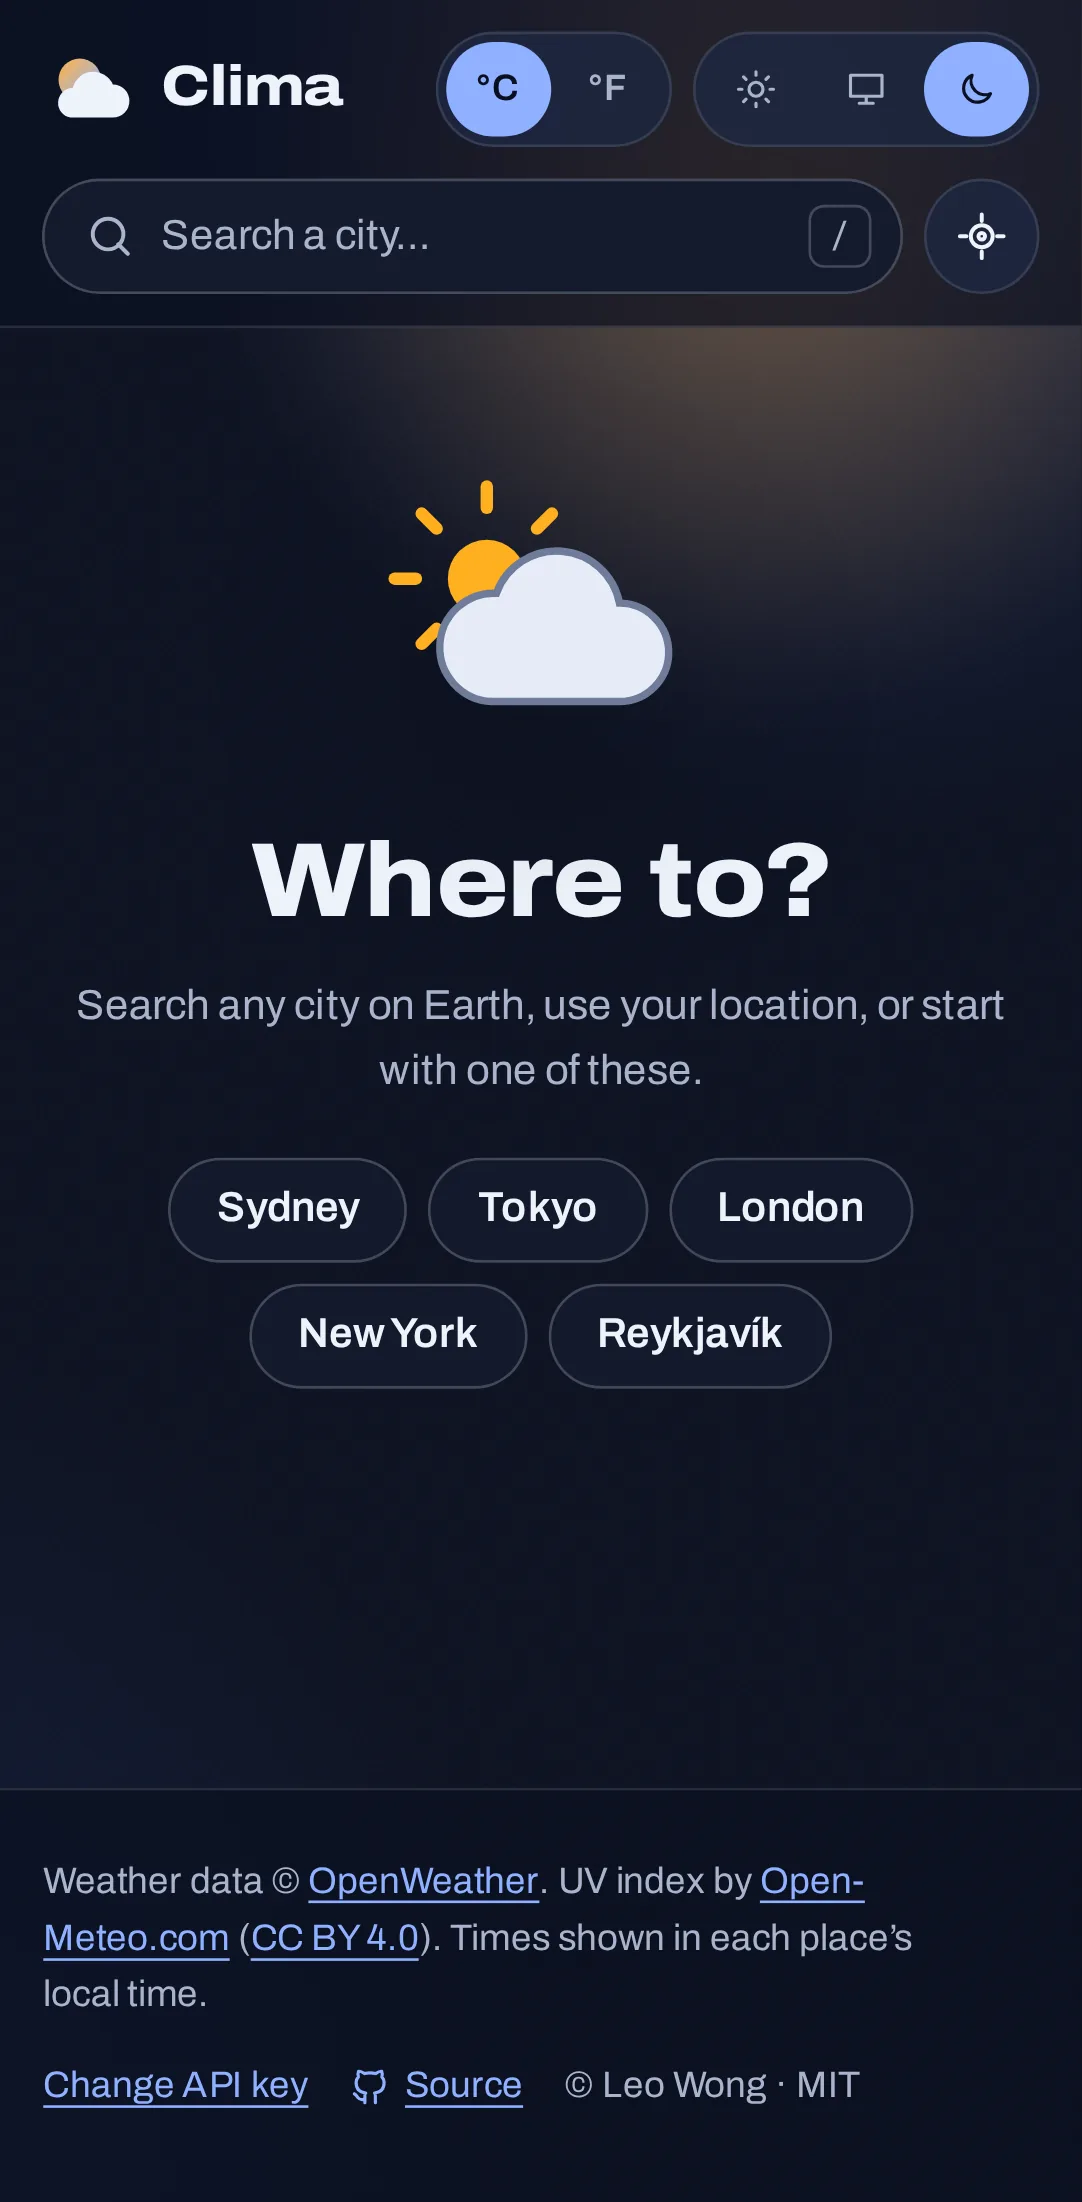 Clima °C °F
Search a city... /
Where to?
Search any city on Earth, use your location, or start
with one of these.
Sydney Tokyo London
New York Reykjavík
Weather data © OpenWeather. UV index by Open-
Meteo.com (CC BY 4.0). Times shown in each place’s
local time.
Change API key Source © Leo Wong · MIT